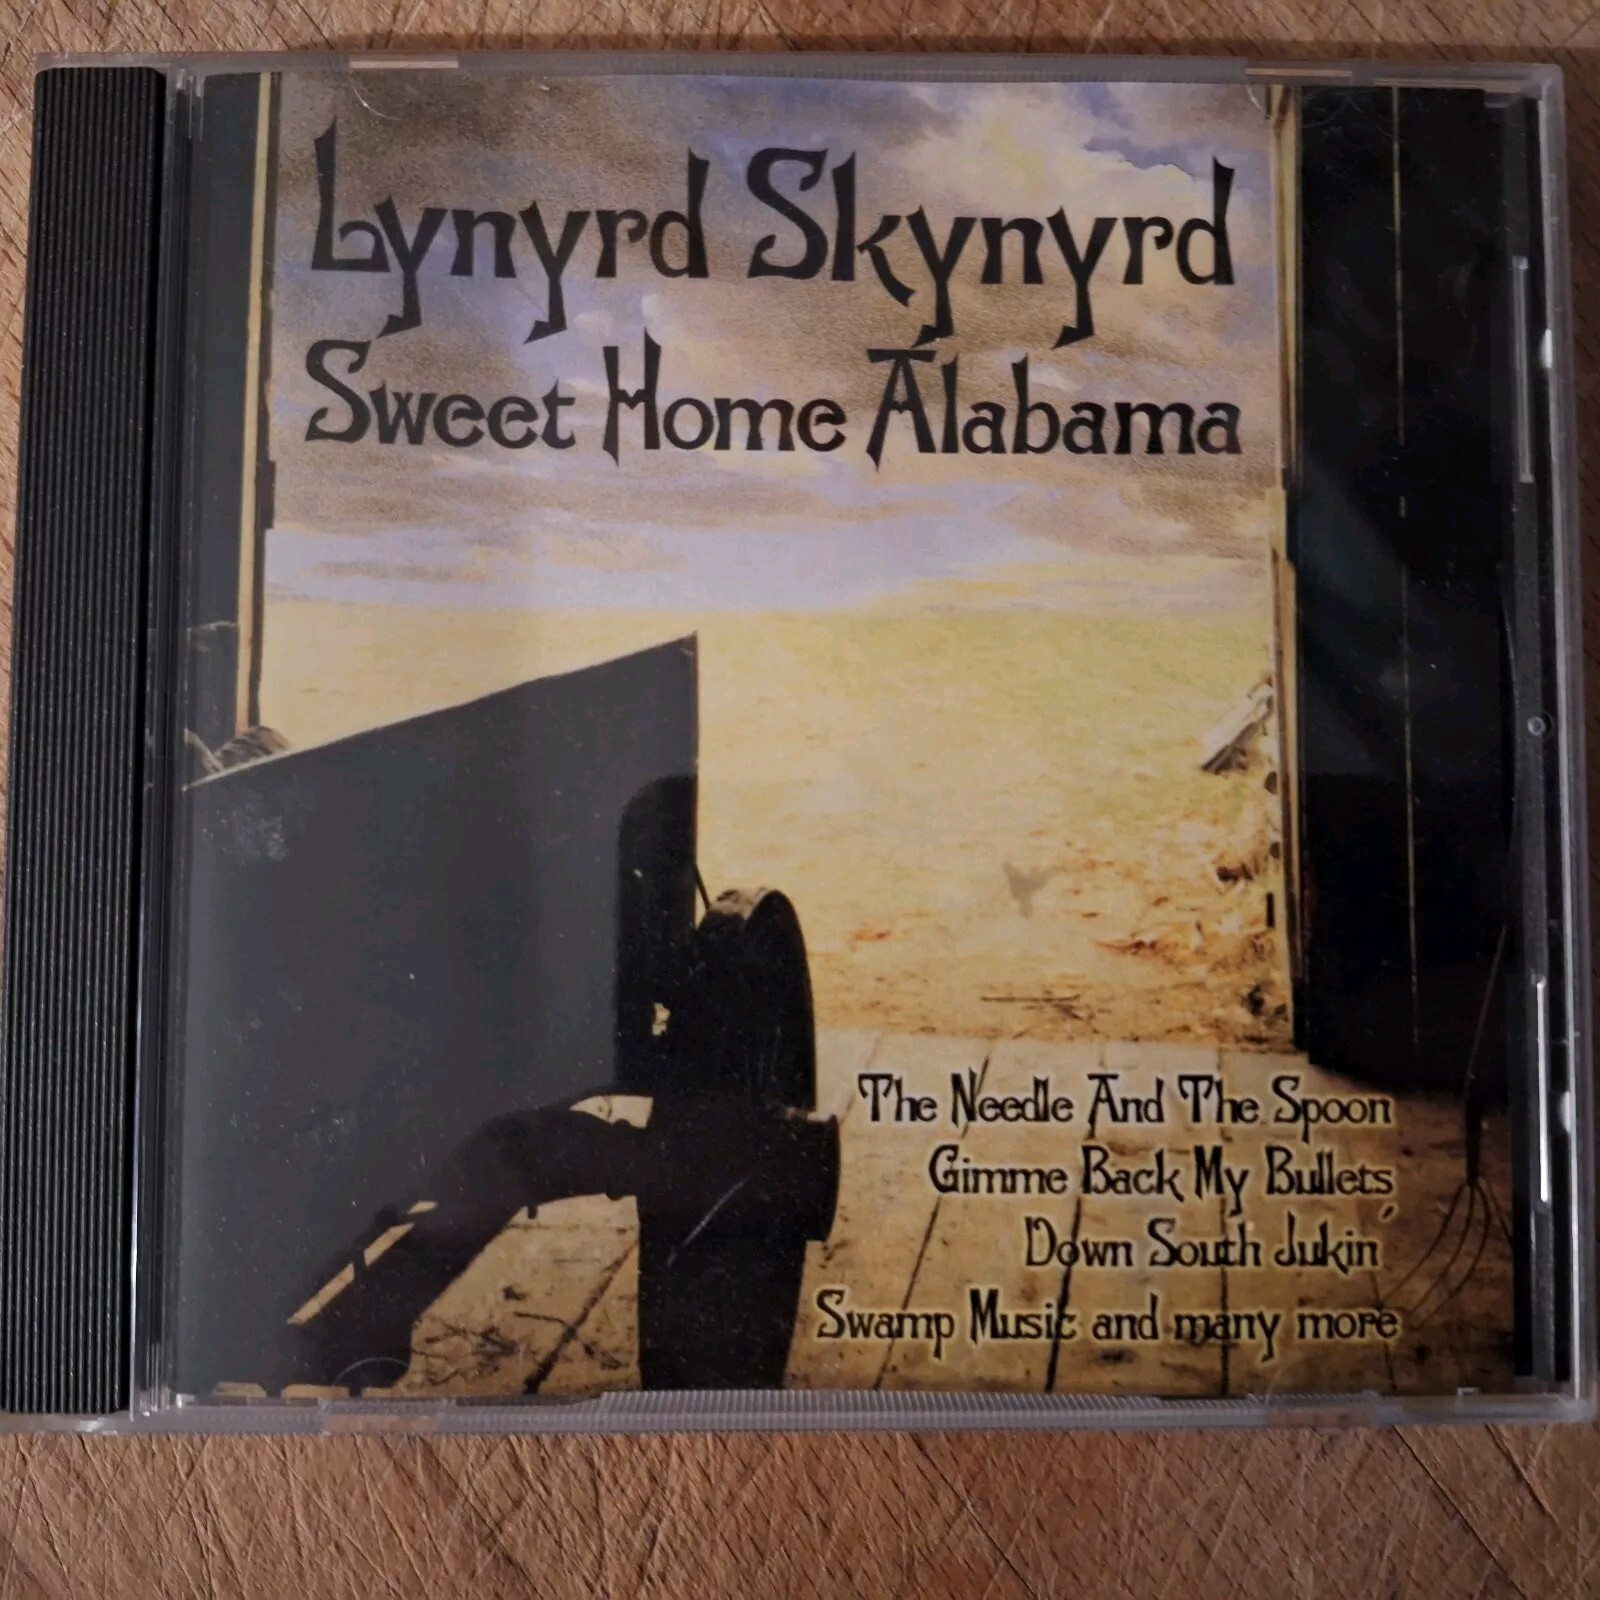 Lynyrd Skynyrd
Sweet Home Alabama
The Needle And The Spoon
Gimme Back My Bullets
Down South Jukin'
Swamp Music and many more